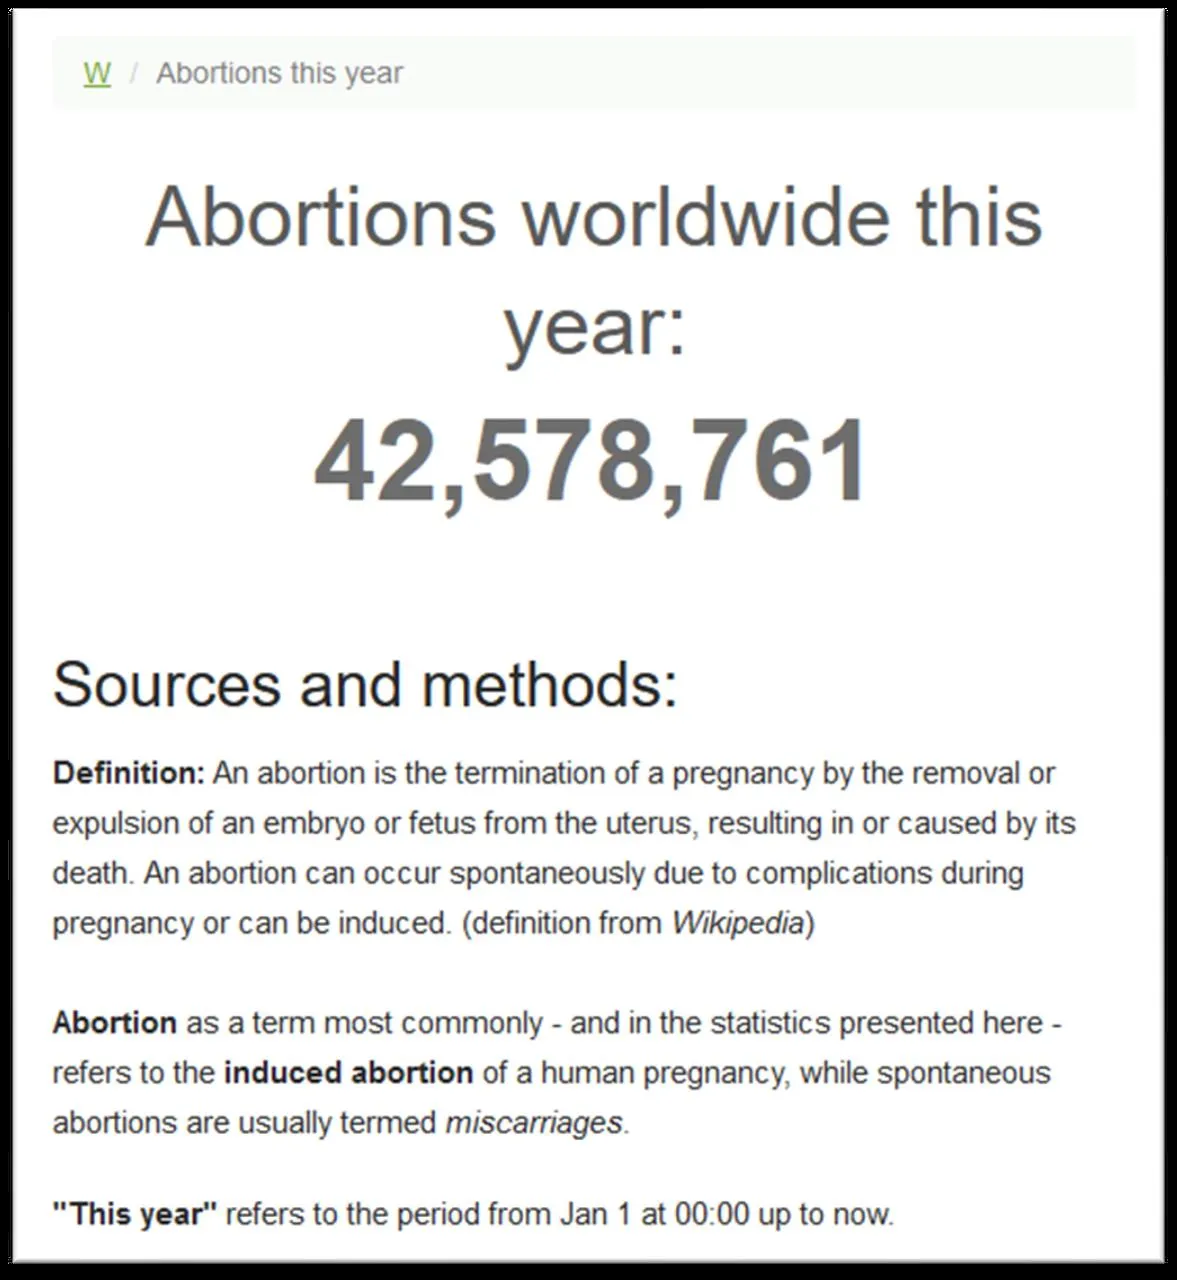 W / Abortions this year
Abortions worldwide this
year:
42,578,761
Sources and methods:
Definition: An abortion is the termination of a pregnancy by the removal or
expulsion of an embryo or fetus from the uterus, resulting in or caused by its
death. An abortion can occur spontaneously due to complications during
pregnancy or can be induced. (definition from Wikipedia)
Abortion as a term most commonly - and in the statistics presented here -
refers to the induced abortion of a human pregnancy, while spontaneous
abortions are usually termed miscarriages.
"This year" refers to the period from Jan 1 at 00:00 up to now.